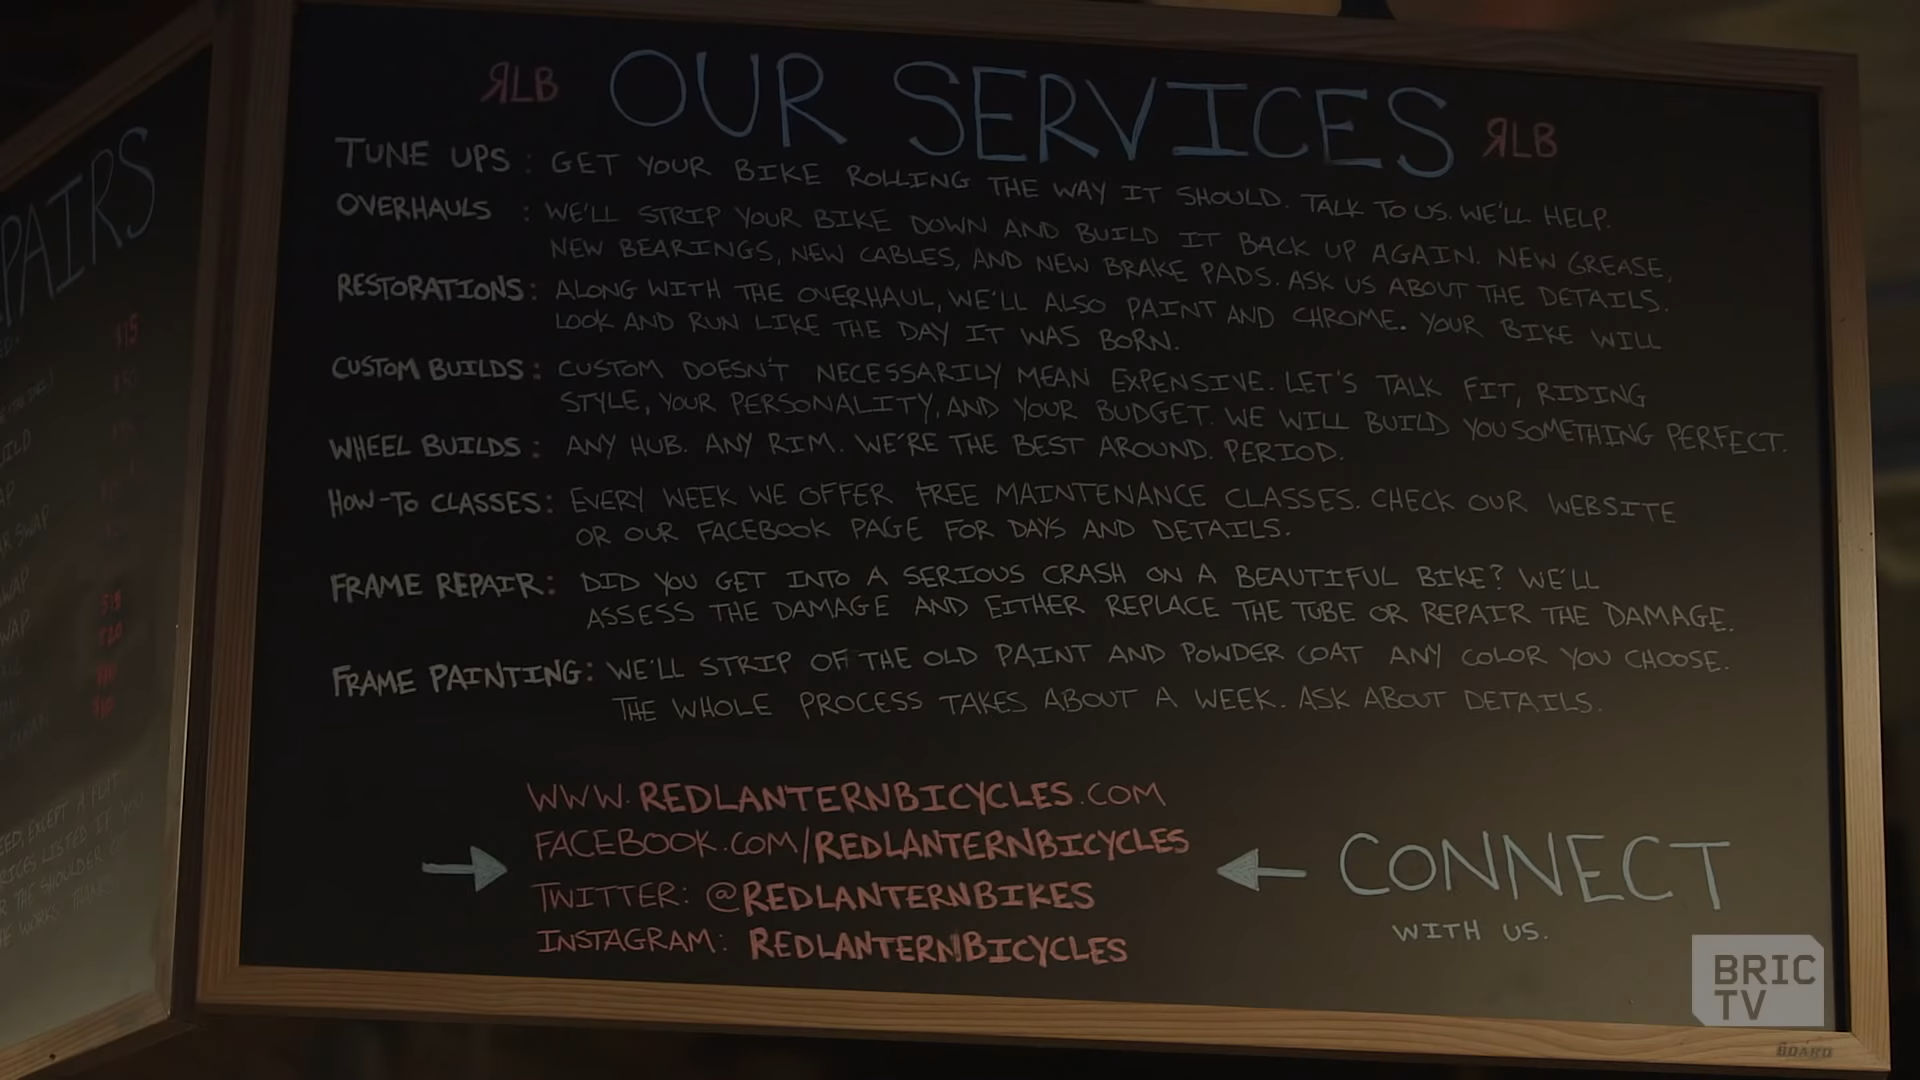 ЯLB OUR SERVICES ЯLB
TUNE UPS : GET YOUR BIKE ROLLING THE WAY IT SHOULD. TALK TO US. WE'LL HELP.
OVERHAULS : WE'LL STRIP YOUR BIKE DOWN AND BUILD IT BACK UP AGAIN. NEW GREASE,
NEW BEARINGS, NEW CABLES, AND NEW BRAKE PADS. ASK US ABOUT THE DETAILS.
RESTORATIONS : ALONG WITH THE OVERHAUL, WE'LL ALSO PAINT AND CHROME. YOUR BIKE WILL
LOOK AND RUN LIKE THE DAY IT WAS BORN.
CUSTOM BUILDS : CUSTOM DOESN'T NECESSARILY MEAN EXPENSIVE. LET'S TALK FIT, RIDING
STYLE, YOUR PERSONALITY, AND YOUR BUDGET. WE WILL BUILD YOU SOMETHING PERFECT.
WHEEL BUILDS : ANY HUB. ANY RIM. WE'RE THE BEST AROUND. PERIOD.
HOW-TO CLASSES : EVERY WEEK WE OFFER FREE MAINTENANCE CLASSES. CHECK OUR WEBSITE
OR OUR FACEBOOK PAGE FOR DAYS AND DETAILS.
FRAME REPAIR : DID YOU GET INTO A SERIOUS CRASH ON A BEAUTIFUL BIKE? WE'LL
ASSESS THE DAMAGE AND EITHER REPLACE THE TUBE OR REPAIR THE DAMAGE.
FRAME PAINTING : WE'LL STRIP OF THE OLD PAINT AND POWDER COAT ANY COLOR YOU CHOOSE.
THE WHOLE PROCESS TAKES ABOUT A WEEK. ASK ABOUT DETAILS.
WWW.REDLANTERNBICYCLES.COM
FACEBOOK.COM/REDLANTERNBICYCLES
TWITTER: @REDLANTERNBIKES
INSTAGRAM: REDLANTERNBICYCLES
CONNECT
WITH US.
BRIC
TV
BOARD
PAIRS
$15
SWAP
$20